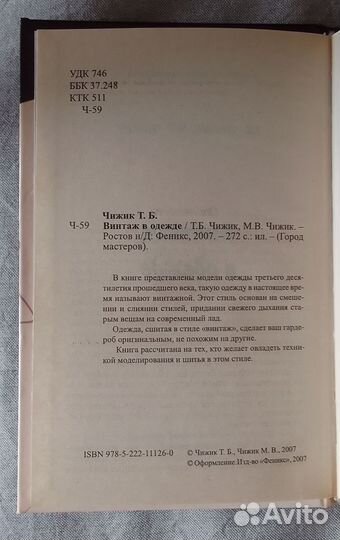 УДК 746
ББК 37.248
КТК 511
Ч-59
Чижик Т. Б.
Ч-59 Винтаж в одежде / Т.Б. Чижик, М.В. Чижик. –
Ростов н/Д: Феникс, 2007. – 272 с.: ил. – (Город
мастеров).
В книге представлены модели одежды третьего деся-
тилетия прошедшего века, такую одежду в настоящее вре-
мя называют винтажной. Этот стиль основан на смеше-
нии и слиянии стилей, придании свежего дыхания ста-
рым вещам на современный лад.
Одежда, сшитая в стиле «винтаж», сделает ваш гарде-
роб оригинальным, не похожим на другие.
Книга рассчитана на тех, кто желает овладеть техни-
кой моделирования и шитья в этом стиле.
ISBN 978-5-222-11126-0 © Чижик Т. Б., Чижик М. В., 2007
© Оформление.Изд-во «Феникс», 2007
Avito